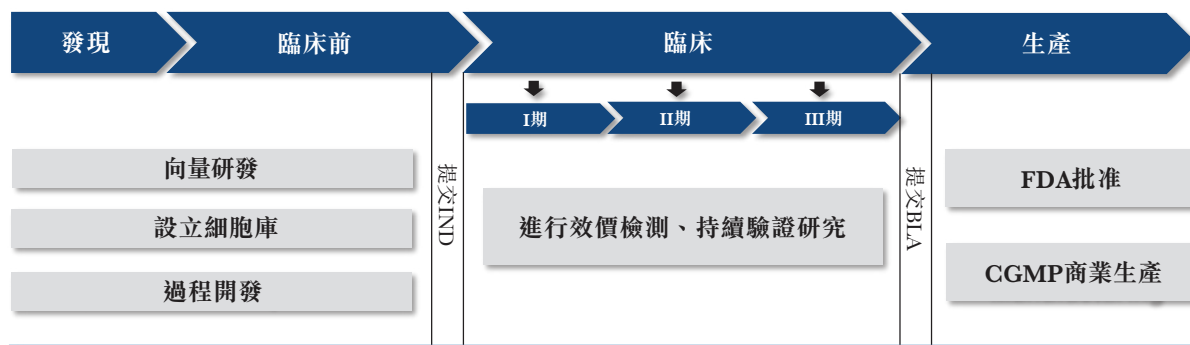 發現
臨床前
臨床
生產
I期
II期
III期
向量研發
設立細胞庫
過程開發
提交IND
進行效價檢測、持續驗證研究
提交BLA
FDA批准
CGMP商業生產